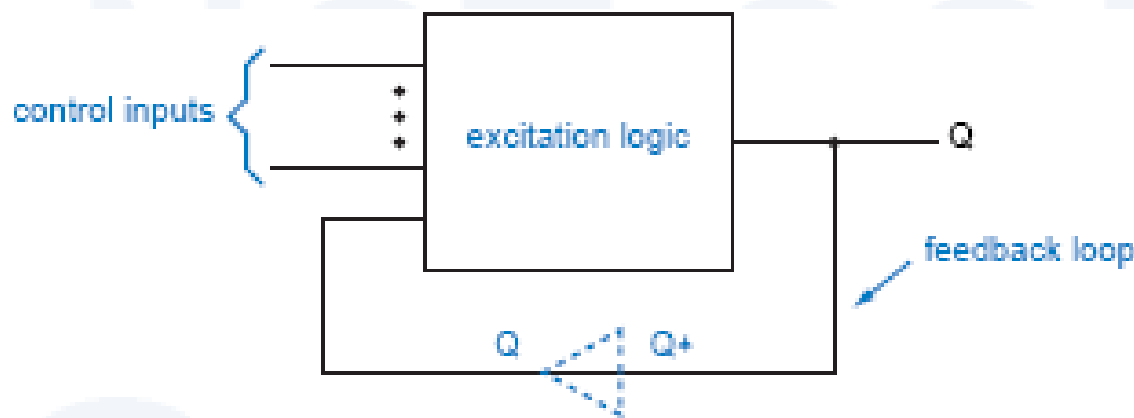 control inputs
excitation logic
Q
feedback loop
Q
Q+